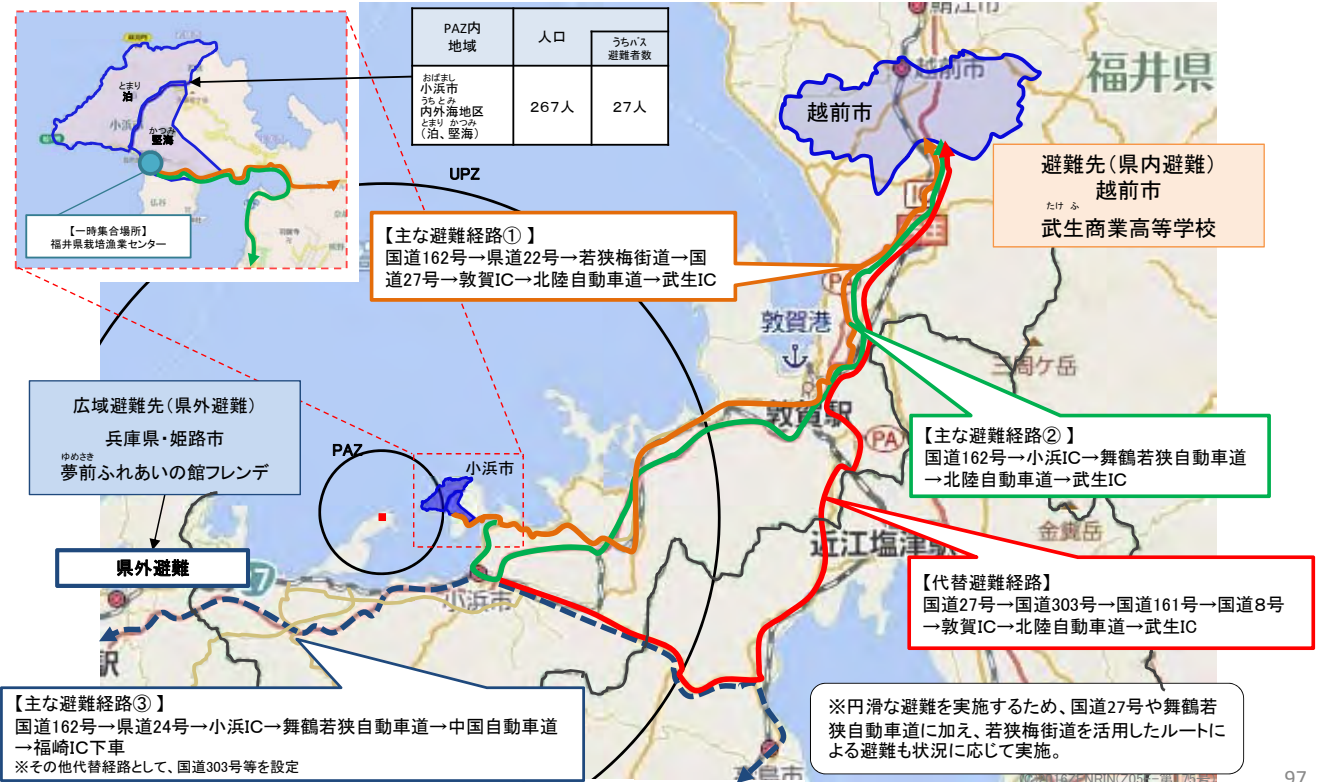 PAZ内
地域
人口
うちバス
避難者数
おばまし
小浜市
うちとみ
内外海地区
とまり かつみ
(泊、堅海)
267人
27人
とまり
泊
小浜
かつみ
堅海
仏谷
【一時集合場所】
福井県栽培漁業センター
鯖江市
越前市
越前市
福井県
避難先(県内避難)
越前市
たけ ふ
武生商業高等学校
UPZ
【主な避難経路①】
国道162号→県道22号→若狭梅街道→国
道27号→敦賀IC→北陸自動車道→武生IC
IC
PA
敦賀港
三周ケ岳
敦賀駅
PA
【主な避難経路②】
国道162号→小浜IC→舞鶴若狭自動車道
→北陸自動車道→武生IC
広域避難先(県外避難)
兵庫県・姫路市
ゆめさき
夢前ふれあいの館フレンデ
PAZ
小浜市
県外避難
27
小浜市
金糞岳
近江塩津駅
【代替避難経路】
国道27号→国道303号→国道161号→国道8号
→敦賀IC→北陸自動車道→武生IC
駅
【主な避難経路③】
国道162号→県道24号→小浜IC→舞鶴若狭自動車道→中国自動車道
→福崎IC下車
※その他代替経路として、国道303号等を設定
※円滑な避難を実施するため、国道27号や舞鶴若
狭自動車道に加え、若狭梅街道を活用したルートに
よる避難も状況に応じて実施。
島市
97